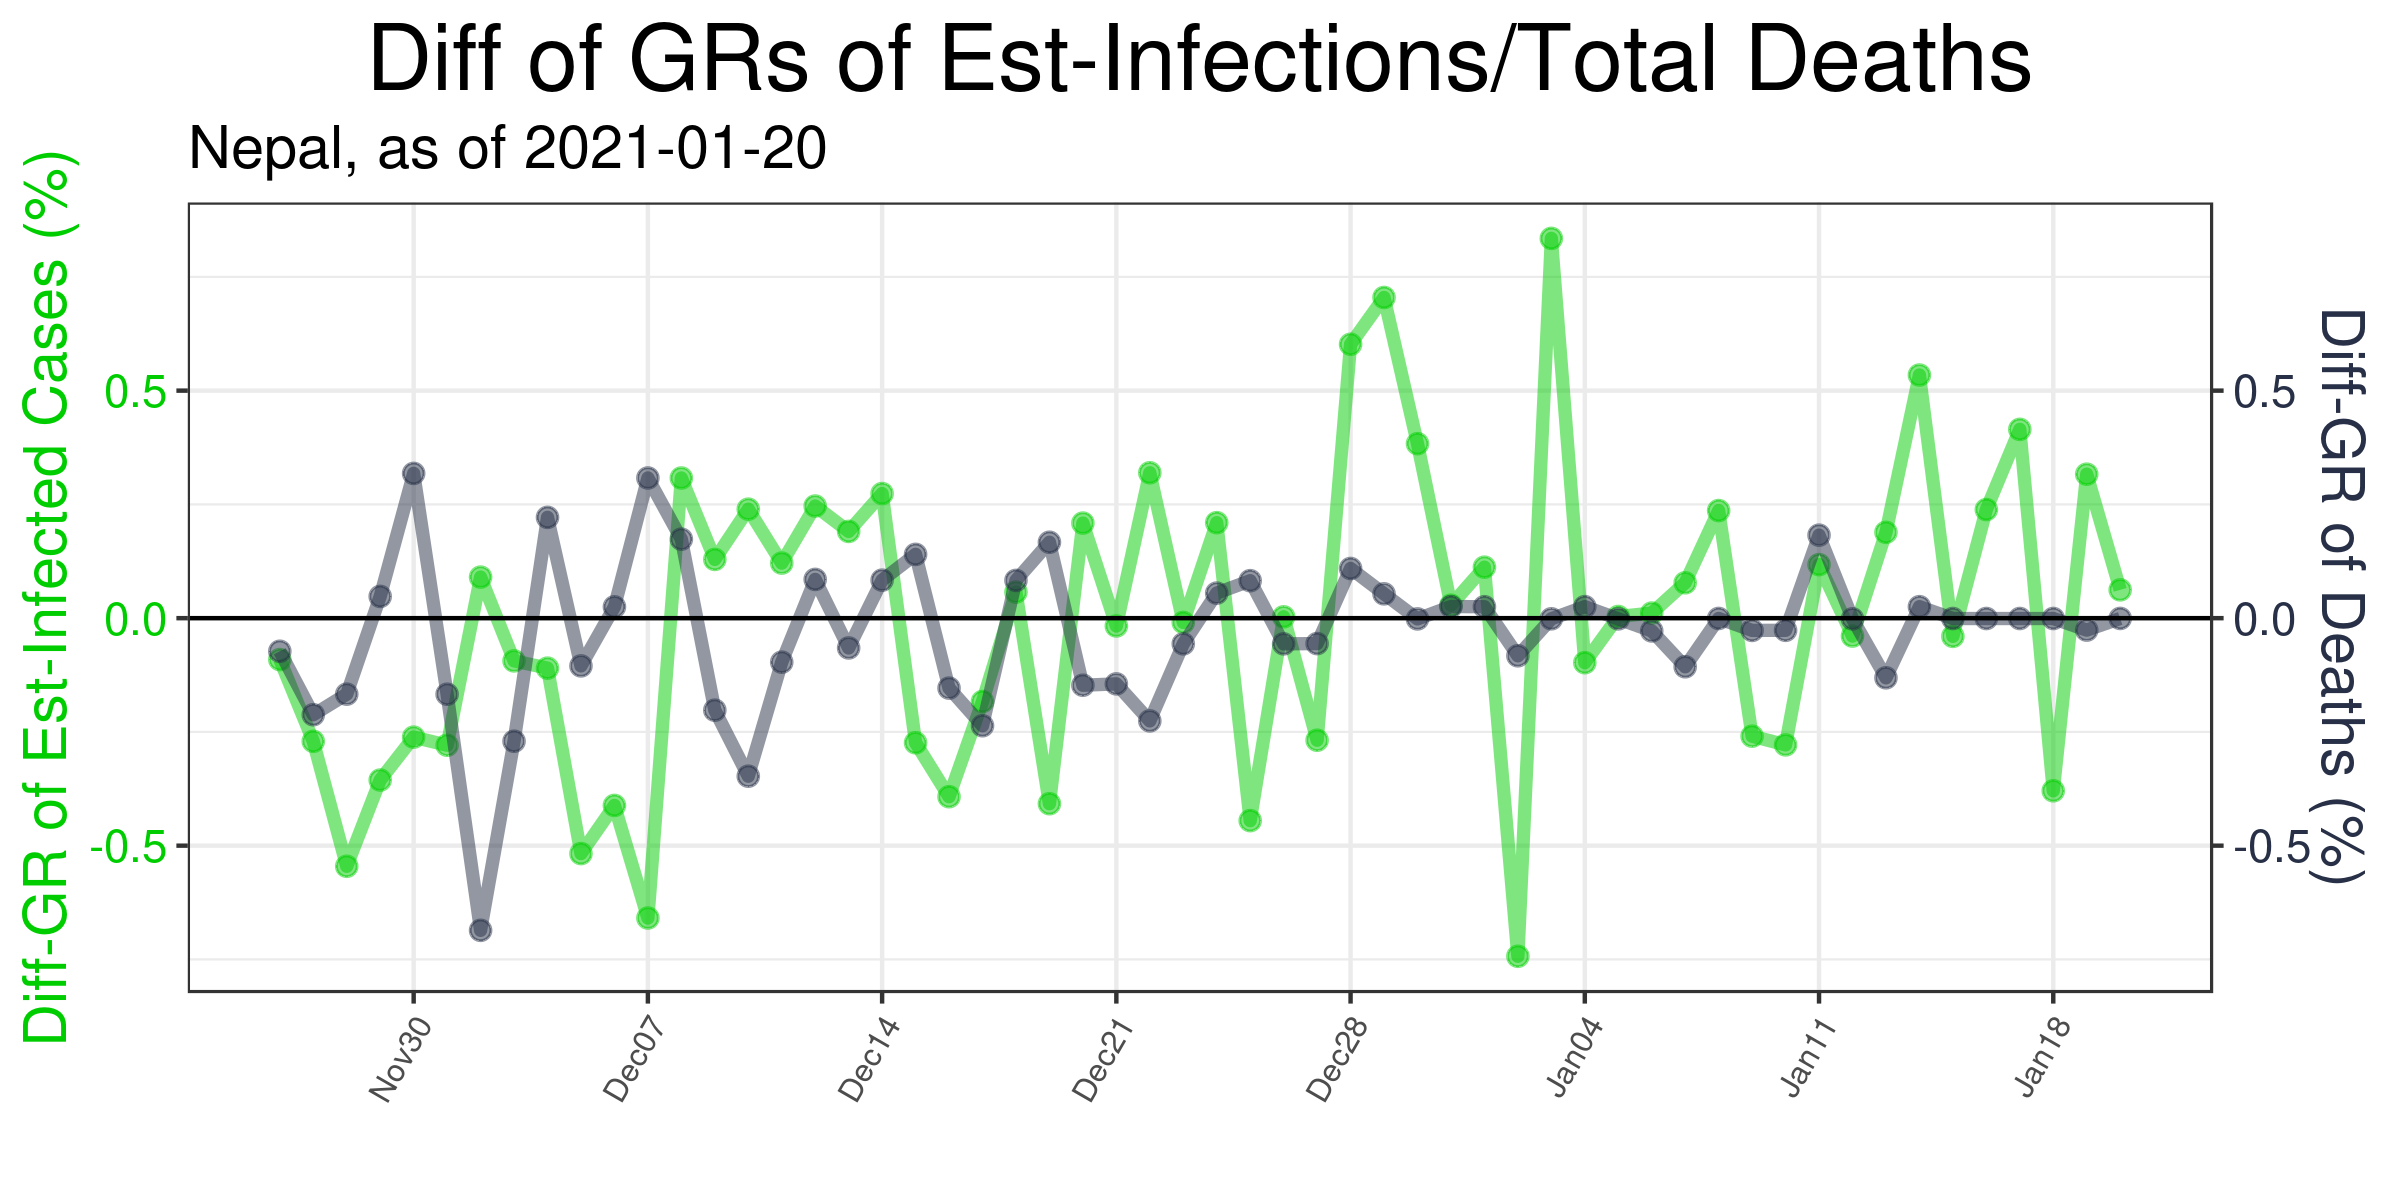 Diff of GRs of Est-Infections/Total Deaths
Nepal, as of 2021-01-20
Diff-GR of Est-Infected Cases (%)
0.5
0.0
-0.5
0.5
0.0
-0.5
Diff-GR of Deaths (%)
Nov30
Dec07
Dec14
Dec21
Dec28
Jan04
Jan11
Jan18